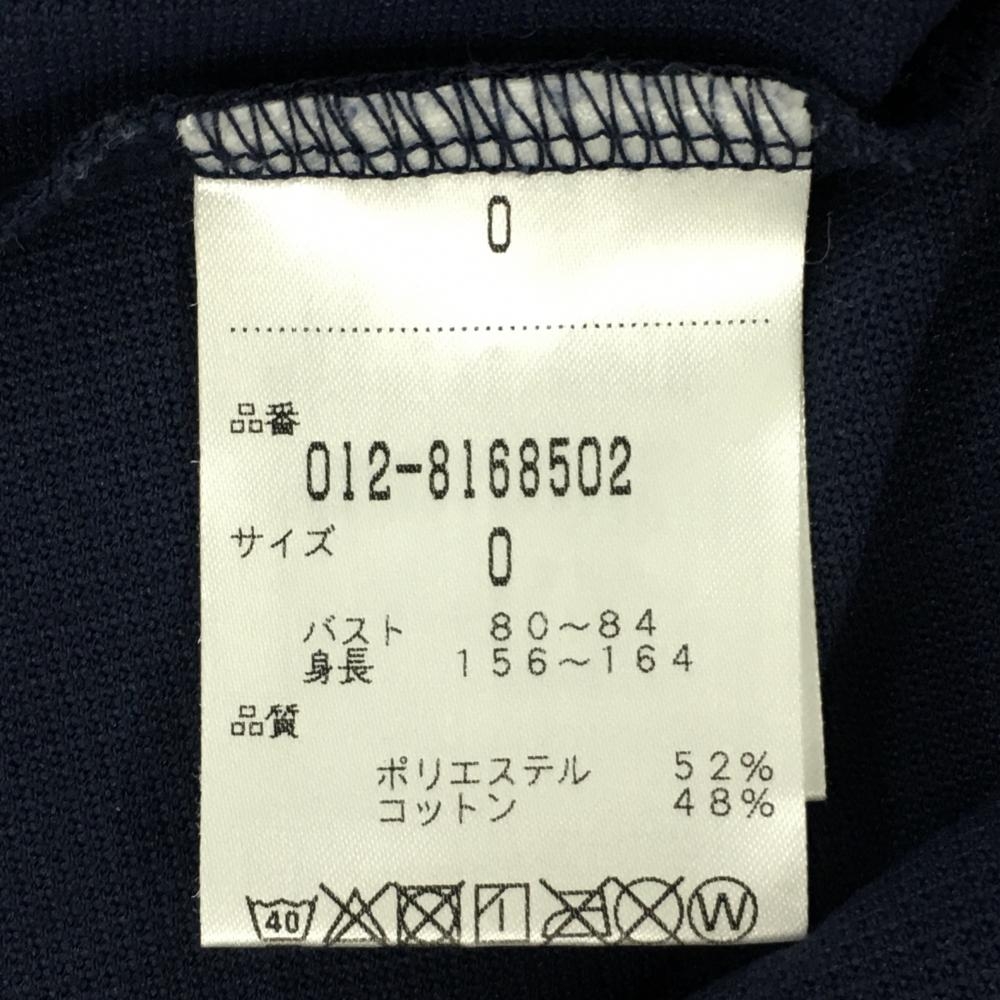 0
品番
012-8168502
サイズ 0
バスト 80～84
身長 156～164
品質
ポリエステル 52%
コットン 48%
40 W